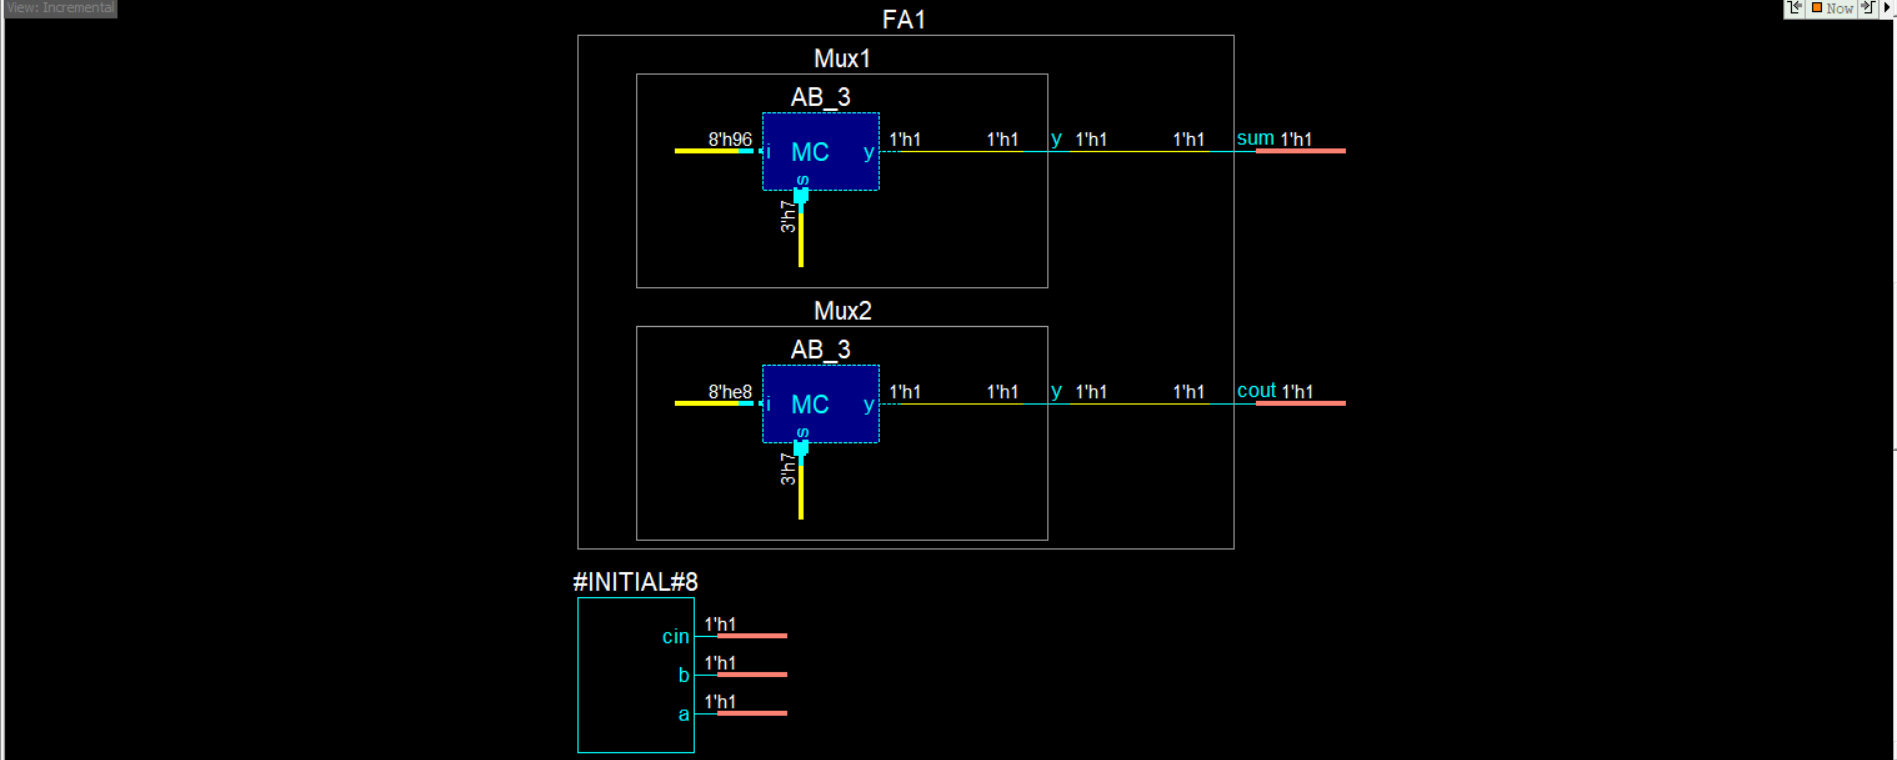 View: Incremental
Now
FA1
Mux1
AB_3
8'h96 i MC y 1'h1 1'h1 y 1'h1 1'h1 sum 1'h1
s
3'h7
Mux2
AB_3
8'he8 i MC y 1'h1 1'h1 y 1'h1 1'h1 cout 1'h1
s
3'h7
#INITIAL#8
cin 1'h1
b 1'h1
a 1'h1